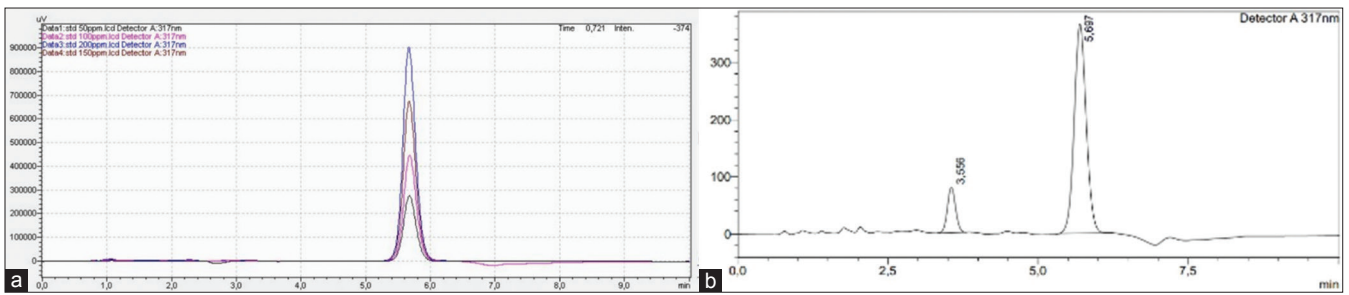 uV
Data1:std 50ppm.lcd Detector A:317nm
Data2:std 100ppm.lcd Detector A:317nm
Data3:std 200ppm.lcd Detector A:317nm
Data4:std 150ppm.lcd Detector A:317nm
Time 0,721 Inten. -374
900000
800000
700000
600000
500000
400000
300000
200000
100000
0
0,0 1,0 2,0 3,0 4,0 5,0 6,0 7,0 8,0 9,0 min
a
Detector A 317nm
5,697
3,556
300
200
100
0
0,0 2,5 5,0 7,5
min
b